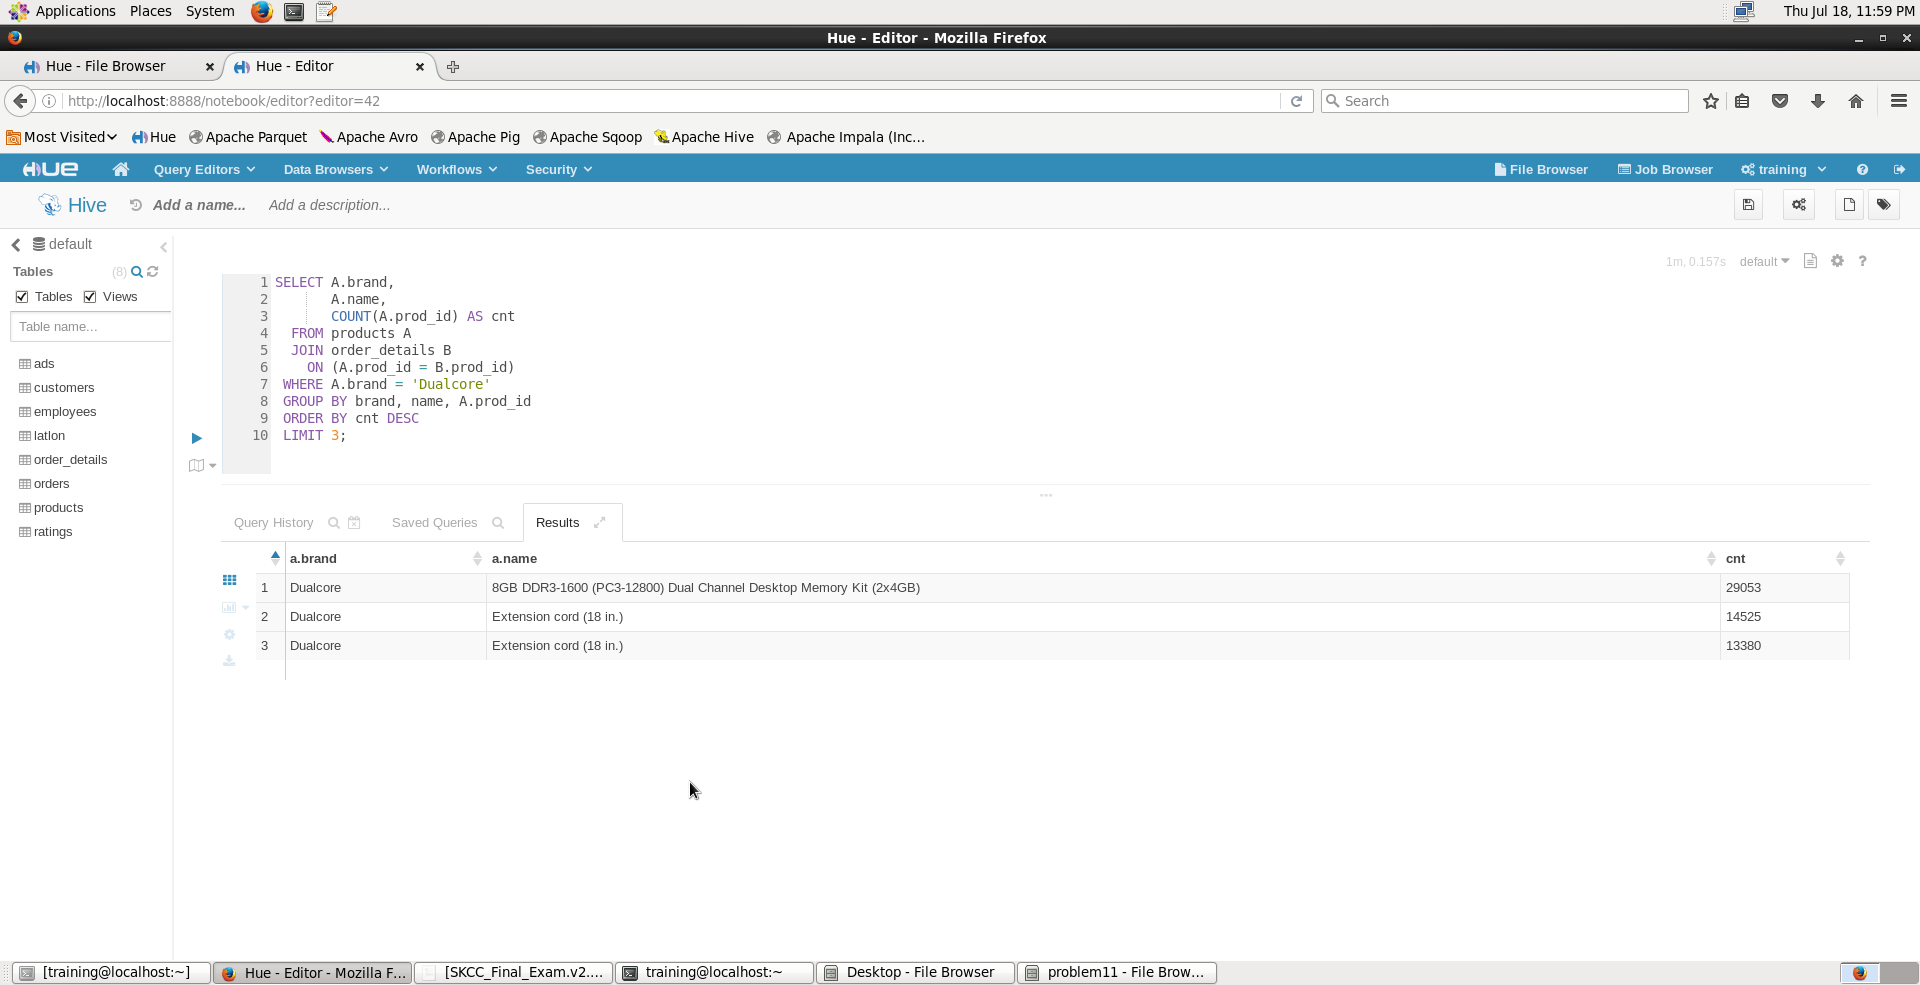 Applications Places System Thu Jul 18, 11:59 PM
Hue - Editor - Mozilla Firefox
Hue - File Browser Hue - Editor
http://localhost:8888/notebook/editor?editor=42 Search
Most Visited Hue Apache Parquet Apache Avro Apache Pig Apache Sqoop Apache Hive Apache Impala (Inc...
HUE Query Editors Data Browsers Workflows Security File Browser Job Browser training
Hive Add a name... Add a description...
default
1m, 0.157s default ?
Tables (8)
Tables Views
Table name...
ads
customers
employees
latlon
order_details
orders
products
ratings
1 SELECT A.brand,
2 A.name,
3 COUNT(A.prod_id) AS cnt
4 FROM products A
5 JOIN order_details B
6 ON (A.prod_id = B.prod_id)
7 WHERE A.brand = 'Dualcore'
8 GROUP BY brand, name, A.prod_id
9 ORDER BY cnt DESC
10 LIMIT 3;
Query History Saved Queries Results
a.brand a.name cnt
1 Dualcore 8GB DDR3-1600 (PC3-12800) Dual Channel Desktop Memory Kit (2x4GB) 29053
2 Dualcore Extension cord (18 in.) 14525
3 Dualcore Extension cord (18 in.) 13380
[training@localhost:~] Hue - Editor - Mozilla F... [SKCC_Final_Exam.v2.... training@localhost:~ Desktop - File Browser problem11 - File Brow...